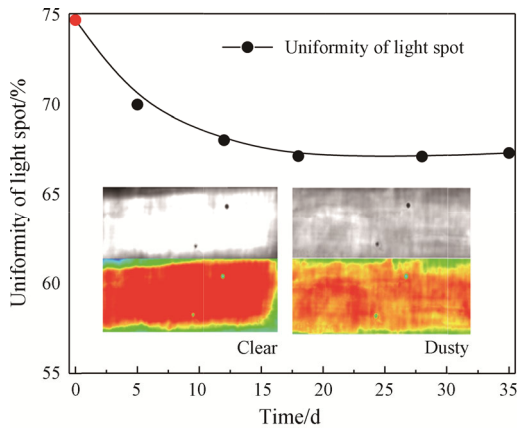 75
Uniformity of light spot
70
65
60
55
Uniformity of light spot/%
Clear
Dusty
0 5 10 15 20 25 30 35
Time/d